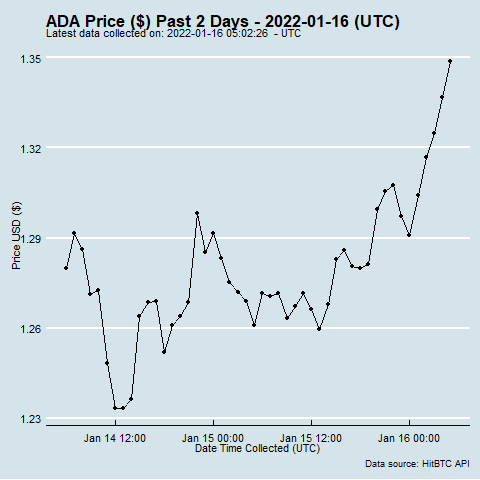 ADA Price ($) Past 2 Days - 2022-01-16 (UTC)
Latest data collected on: 2022-01-16 05:02:26  - UTC
Price USD ($)
1.35
1.32
1.29
1.26
1.23
Jan 14 12:00
Jan 15 00:00
Jan 15 12:00
Jan 16 00:00
Date Time Collected (UTC)
Data source: HitBTC API